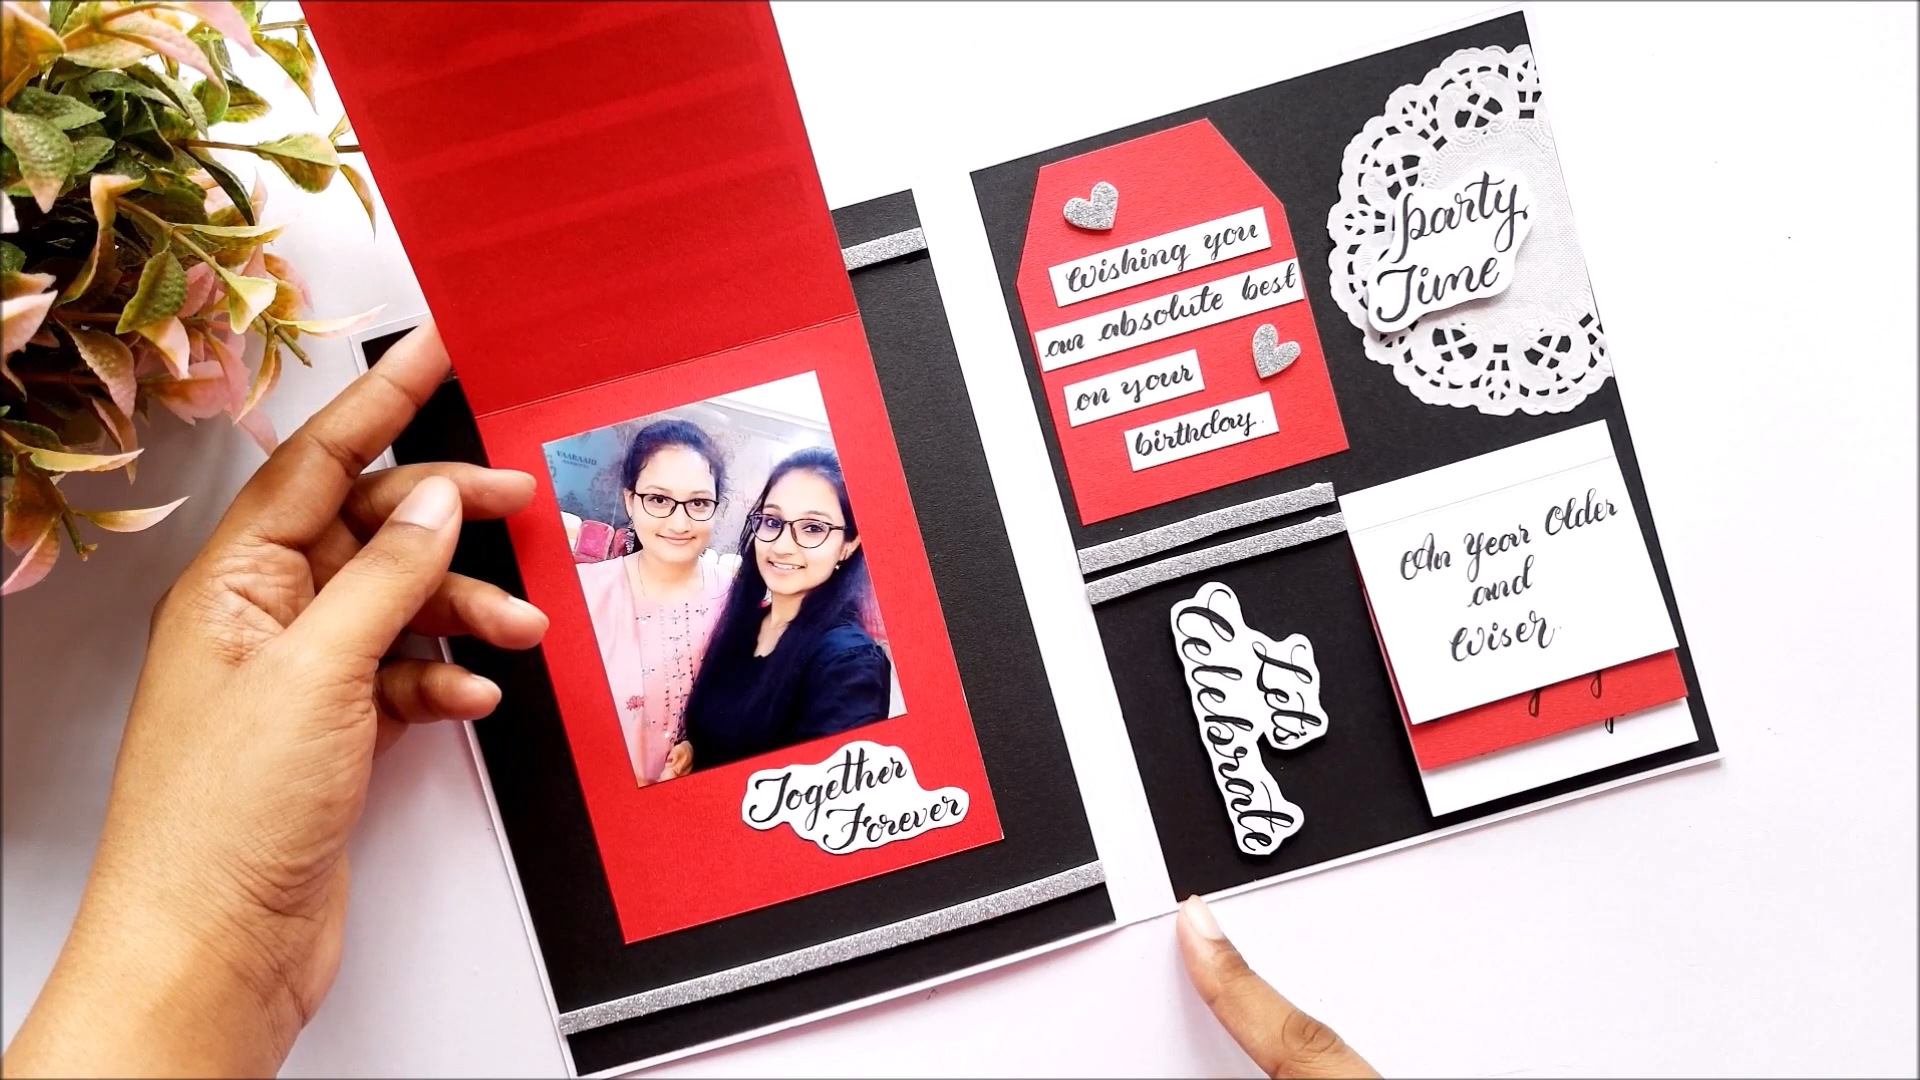 VAARAAHI
Together
Forever
Wishing you
an absolute best
on your
birthday.
party
Time
Let's
Celebrate
An Year Older
and
Wiser.